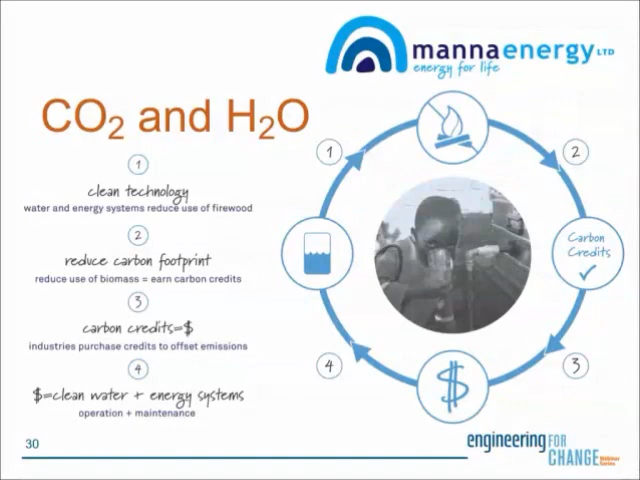 mannaenergy LTD
energy for life
CO2 and H2O
1
clean technology
water and energy systems reduce use of firewood
2
reduce carbon footprint
reduce use of biomass = earn carbon credits
3
carbon credits=$
industries purchase credits to offset emissions
4
$=clean water + energy systems
operation + maintenance
1
2
Carbon
Credits
3
$
4
30
engineering FOR
CHANGE Webinar
Series